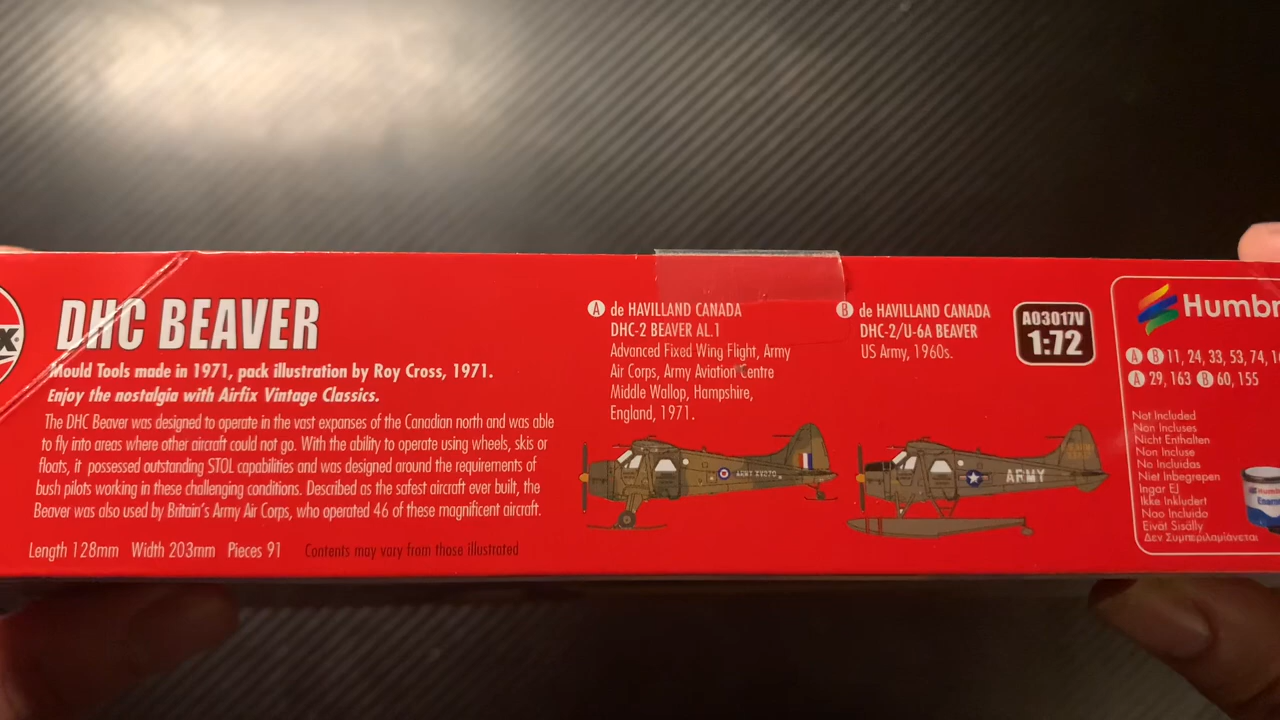 X
DHC BEAVER
Mould Tools made in 1971, pack illustration by Roy Cross, 1971.
Enjoy the nostalgia with Airfix Vintage Classics.
The DHC Beaver was designed to operate in the vast expanses of the Canadian north and was able
to fly into areas where other aircraft could not go. With the ability to operate using wheels, skis or
floats, it possessed outstanding STOL capabilities and was designed around the requirements of
bush pilots working in these challenging conditions. Described as the safest aircraft ever built, the
Beaver was also used by Britain's Army Air Corps, who operated 46 of these magnificent aircraft.
Length 128mm Width 203mm Pieces 91 Contents may vary from those illustrated
A de HAVILLAND CANADA
DHC-2 BEAVER AL.1
Advanced Fixed Wing Flight, Army
Air Corps, Army Aviation Centre
Middle Wallop, Hampshire,
England, 1971.
ARMY
B de HAVILLAND CANADA
DHC-2/U-6A BEAVER
US Army, 1960s.
ARMY
A03017V
1:72
Humbr
A B 11, 24, 33, 53, 74,
A 29, 163 B 60, 155
Not Included
Non Incluses
Nicht Enthalten
Non Incluse
No Incluidas
Niet Inbegrepen
Ingar EJ
Ikke Inkludert
Nao Incluido
Eivät Sisälly
Δεν Συμπεριλαμβάνεται